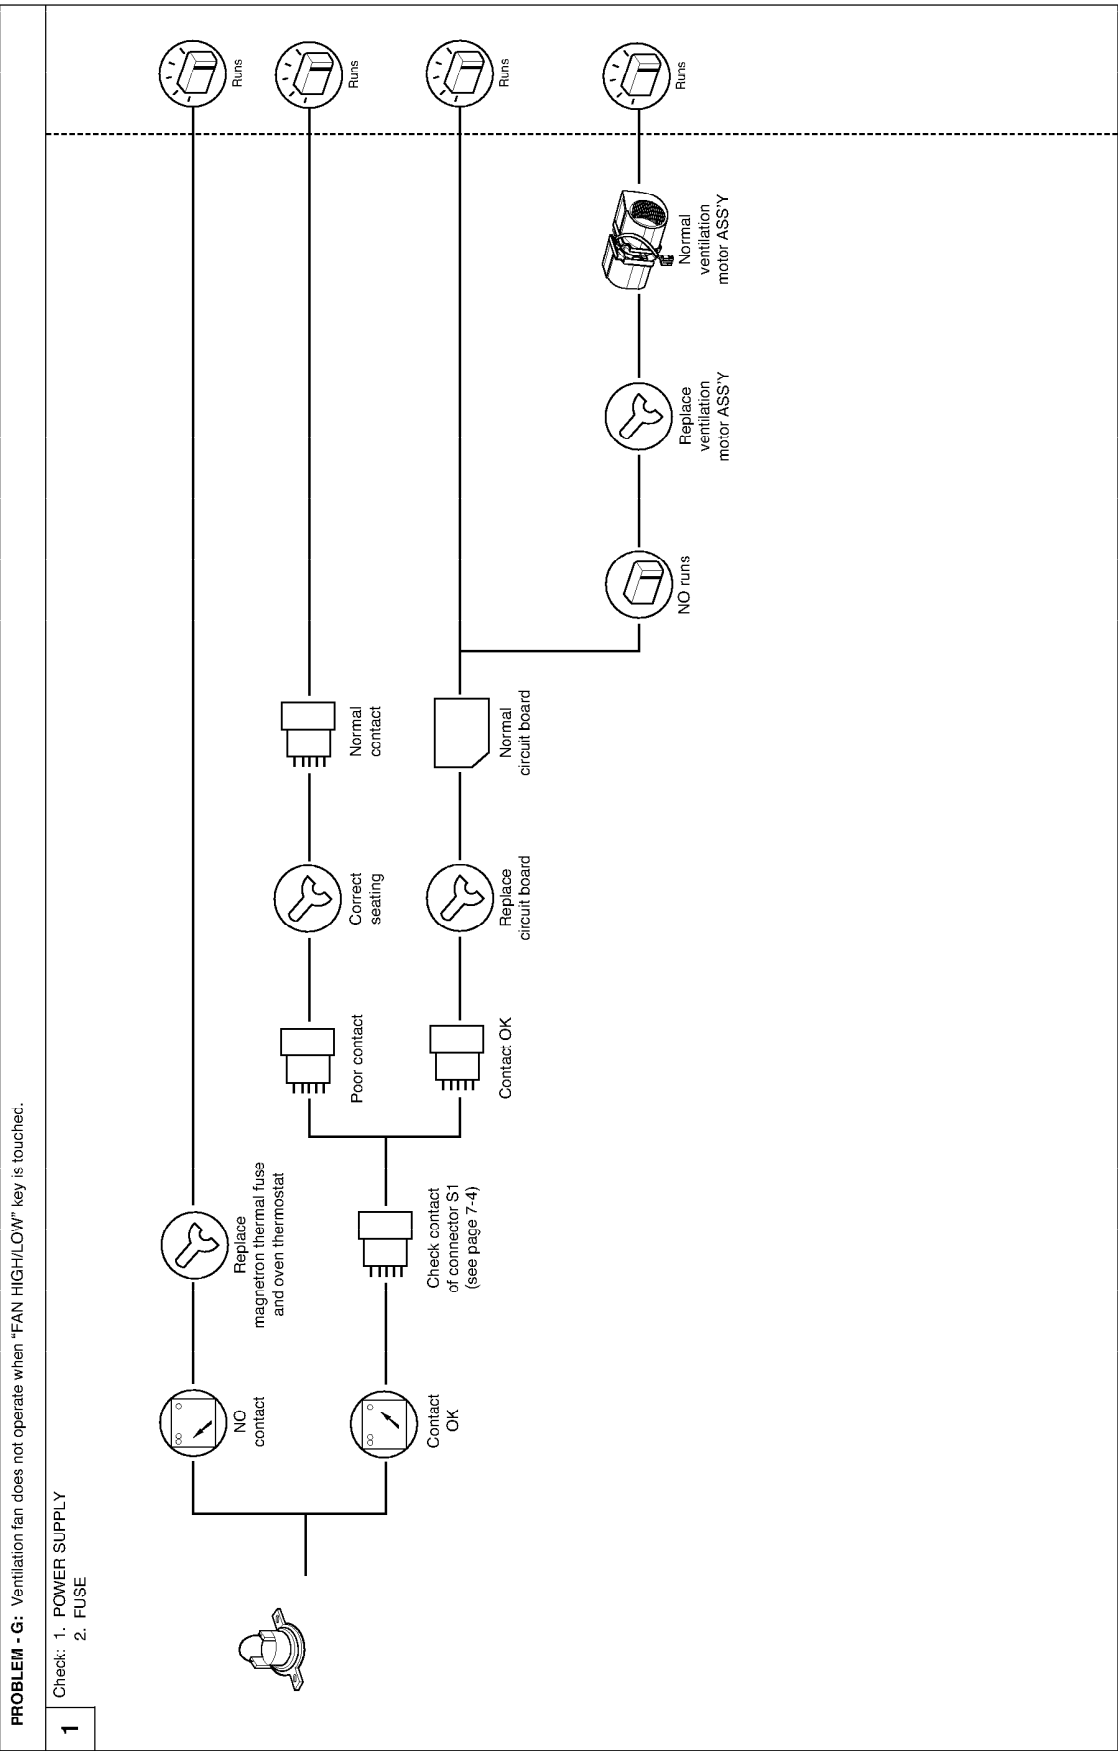 PROBLEM - G: Ventilation fan does not operate when “FAN HIGH/LOW” key is touched.
1
Check: 1. POWER SUPPLY
2. FUSE
NO
contact
Replace
magnetron thermal fuse
and oven thermostat
Runs
Contact
OK
Check contact
of connector S1
(see page 7-4)
Poor contact
Correct
seating
Normal
contact
Runs
Contact OK
Replace
circuit board
Normal
circuit board
Runs
NO runs
Replace
ventilation
motor ASS'Y
Normal
ventilation
motor ASS'Y
Runs